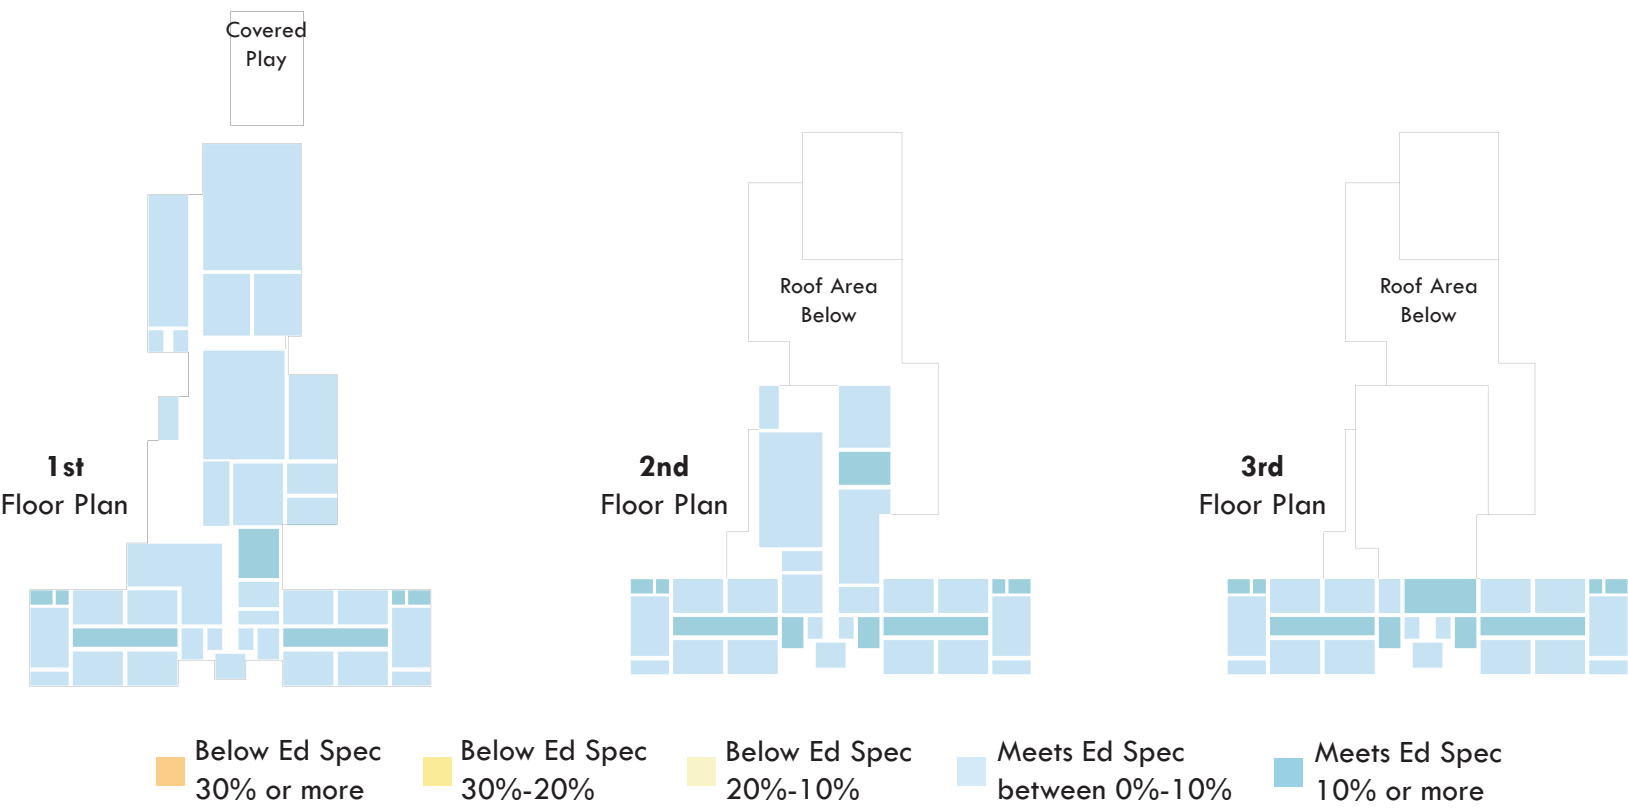 Covered
Play
1st
Floor Plan
Roof Area
Below
2nd
Floor Plan
Roof Area
Below
3rd
Floor Plan
Below Ed Spec
30% or more
Below Ed Spec
30%-20%
Below Ed Spec
20%-10%
Meets Ed Spec
between 0%-10%
Meets Ed Spec
10% or more